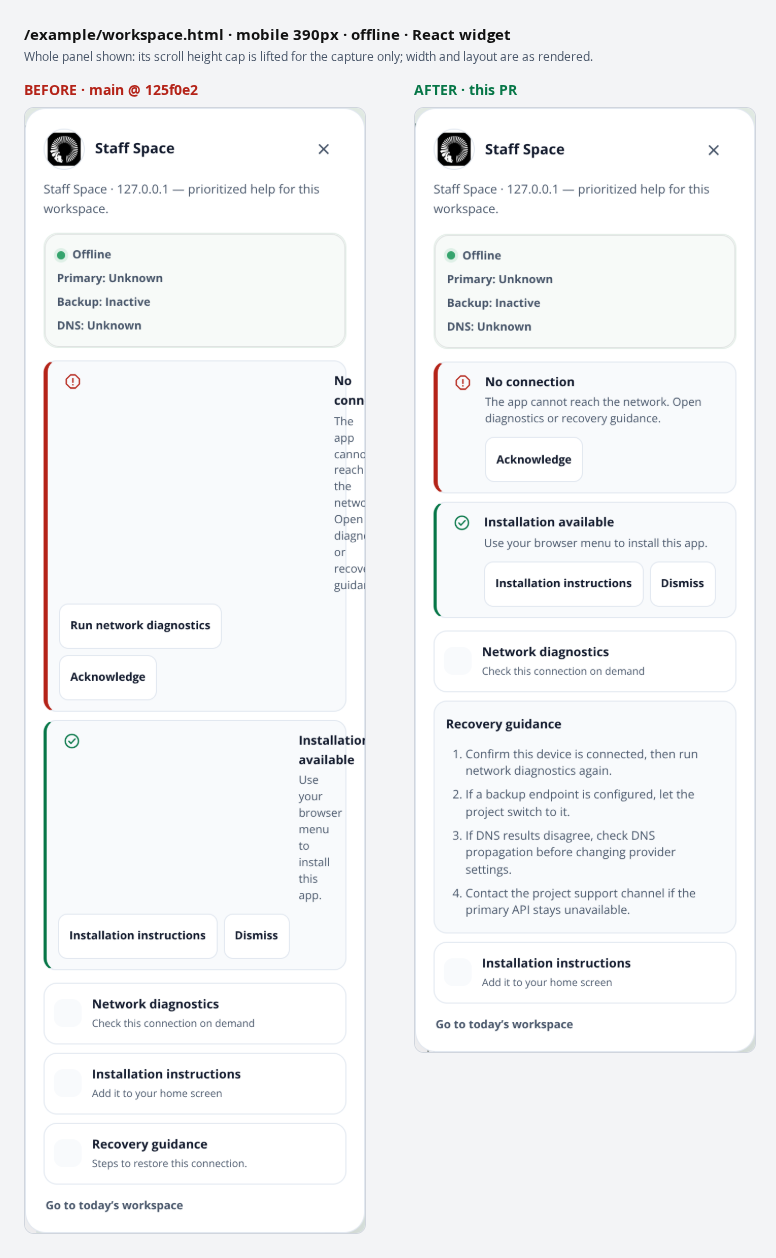 /example/workspace.html · mobile 390px · offline · React widget
Whole panel shown: its scroll height cap is lifted for the capture only; width and layout are as rendered.
BEFORE · main @ 125f0e2
Staff Space
Staff Space · 127.0.0.1 — prioritized help for this
workspace.
Offline
Primary: Unknown
Backup: Inactive
DNS: Unknown
No
conn
The
app
canno
reach
the
netwo
Open
diagn
or
recove
guidar
Run network diagnostics
Acknowledge
Installation
available
Use
your
browser
menu
to
install
this
app.
Installation instructions
Dismiss
Network diagnostics
Check this connection on demand
Installation instructions
Add it to your home screen
Recovery guidance
Steps to restore this connection.
Go to today’s workspace
AFTER · this PR
Staff Space
Staff Space · 127.0.0.1 — prioritized help for this
workspace.
Offline
Primary: Unknown
Backup: Inactive
DNS: Unknown
No connection
The app cannot reach the network. Open
diagnostics or recovery guidance.
Acknowledge
Installation available
Use your browser menu to install this app.
Installation instructions
Dismiss
Network diagnostics
Check this connection on demand
Recovery guidance
1. Confirm this device is connected, then run
network diagnostics again.
2. If a backup endpoint is configured, let the
project switch to it.
3. If DNS results disagree, check DNS
propagation before changing provider
settings.
4. Contact the project support channel if the
primary API stays unavailable.
Installation instructions
Add it to your home screen
Go to today’s workspace